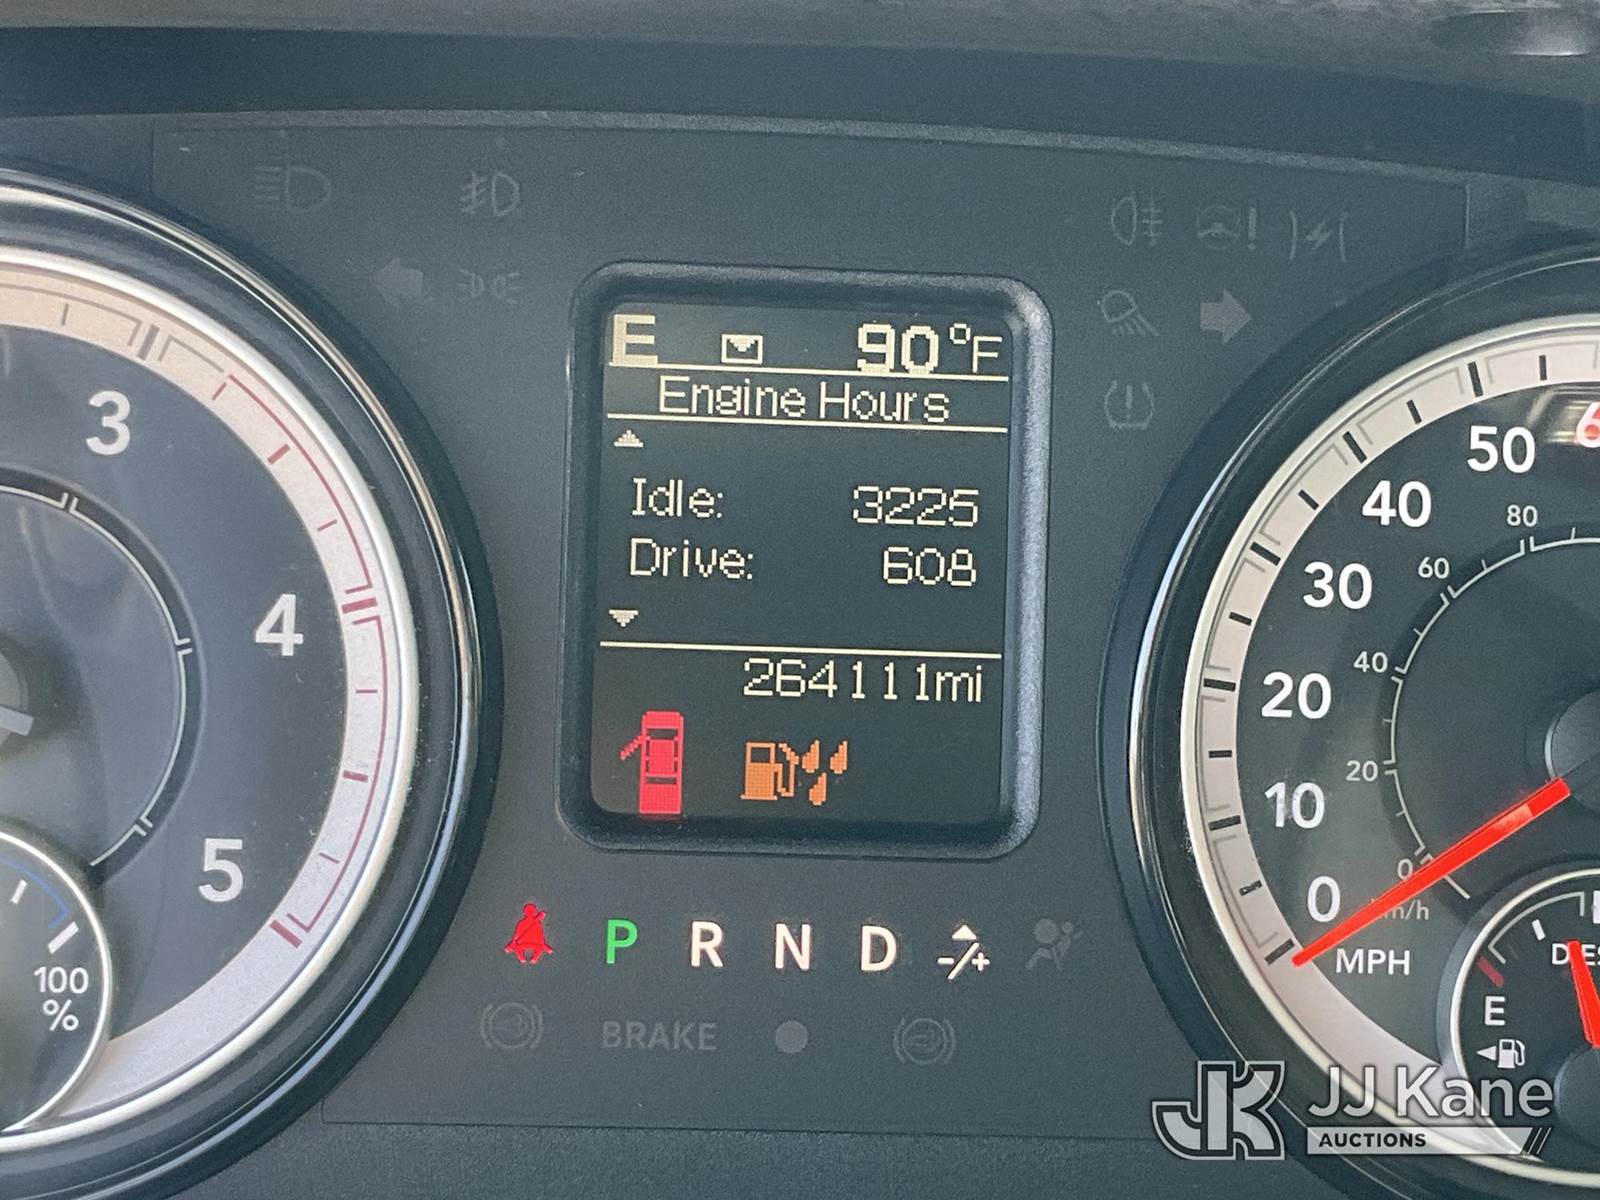 E 90°F
Engine Hours
Idle: 3225
Drive: 608
264111mi
P R N D -/+
BRAKE
3
4
5
100
%
50
40
30
20
10
0
MPH
80
60
40
20
0
km/h
E
JJ Kane
AUCTIONS